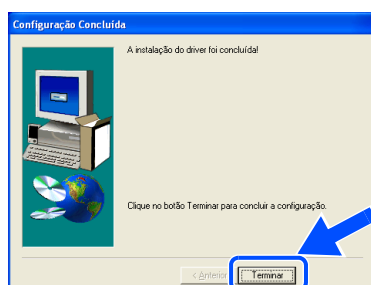 Configuração Concluída
A instalação do driver foi concluída!
Clique no botão Terminar para concluir a configuração.
< Anterior
Terminar